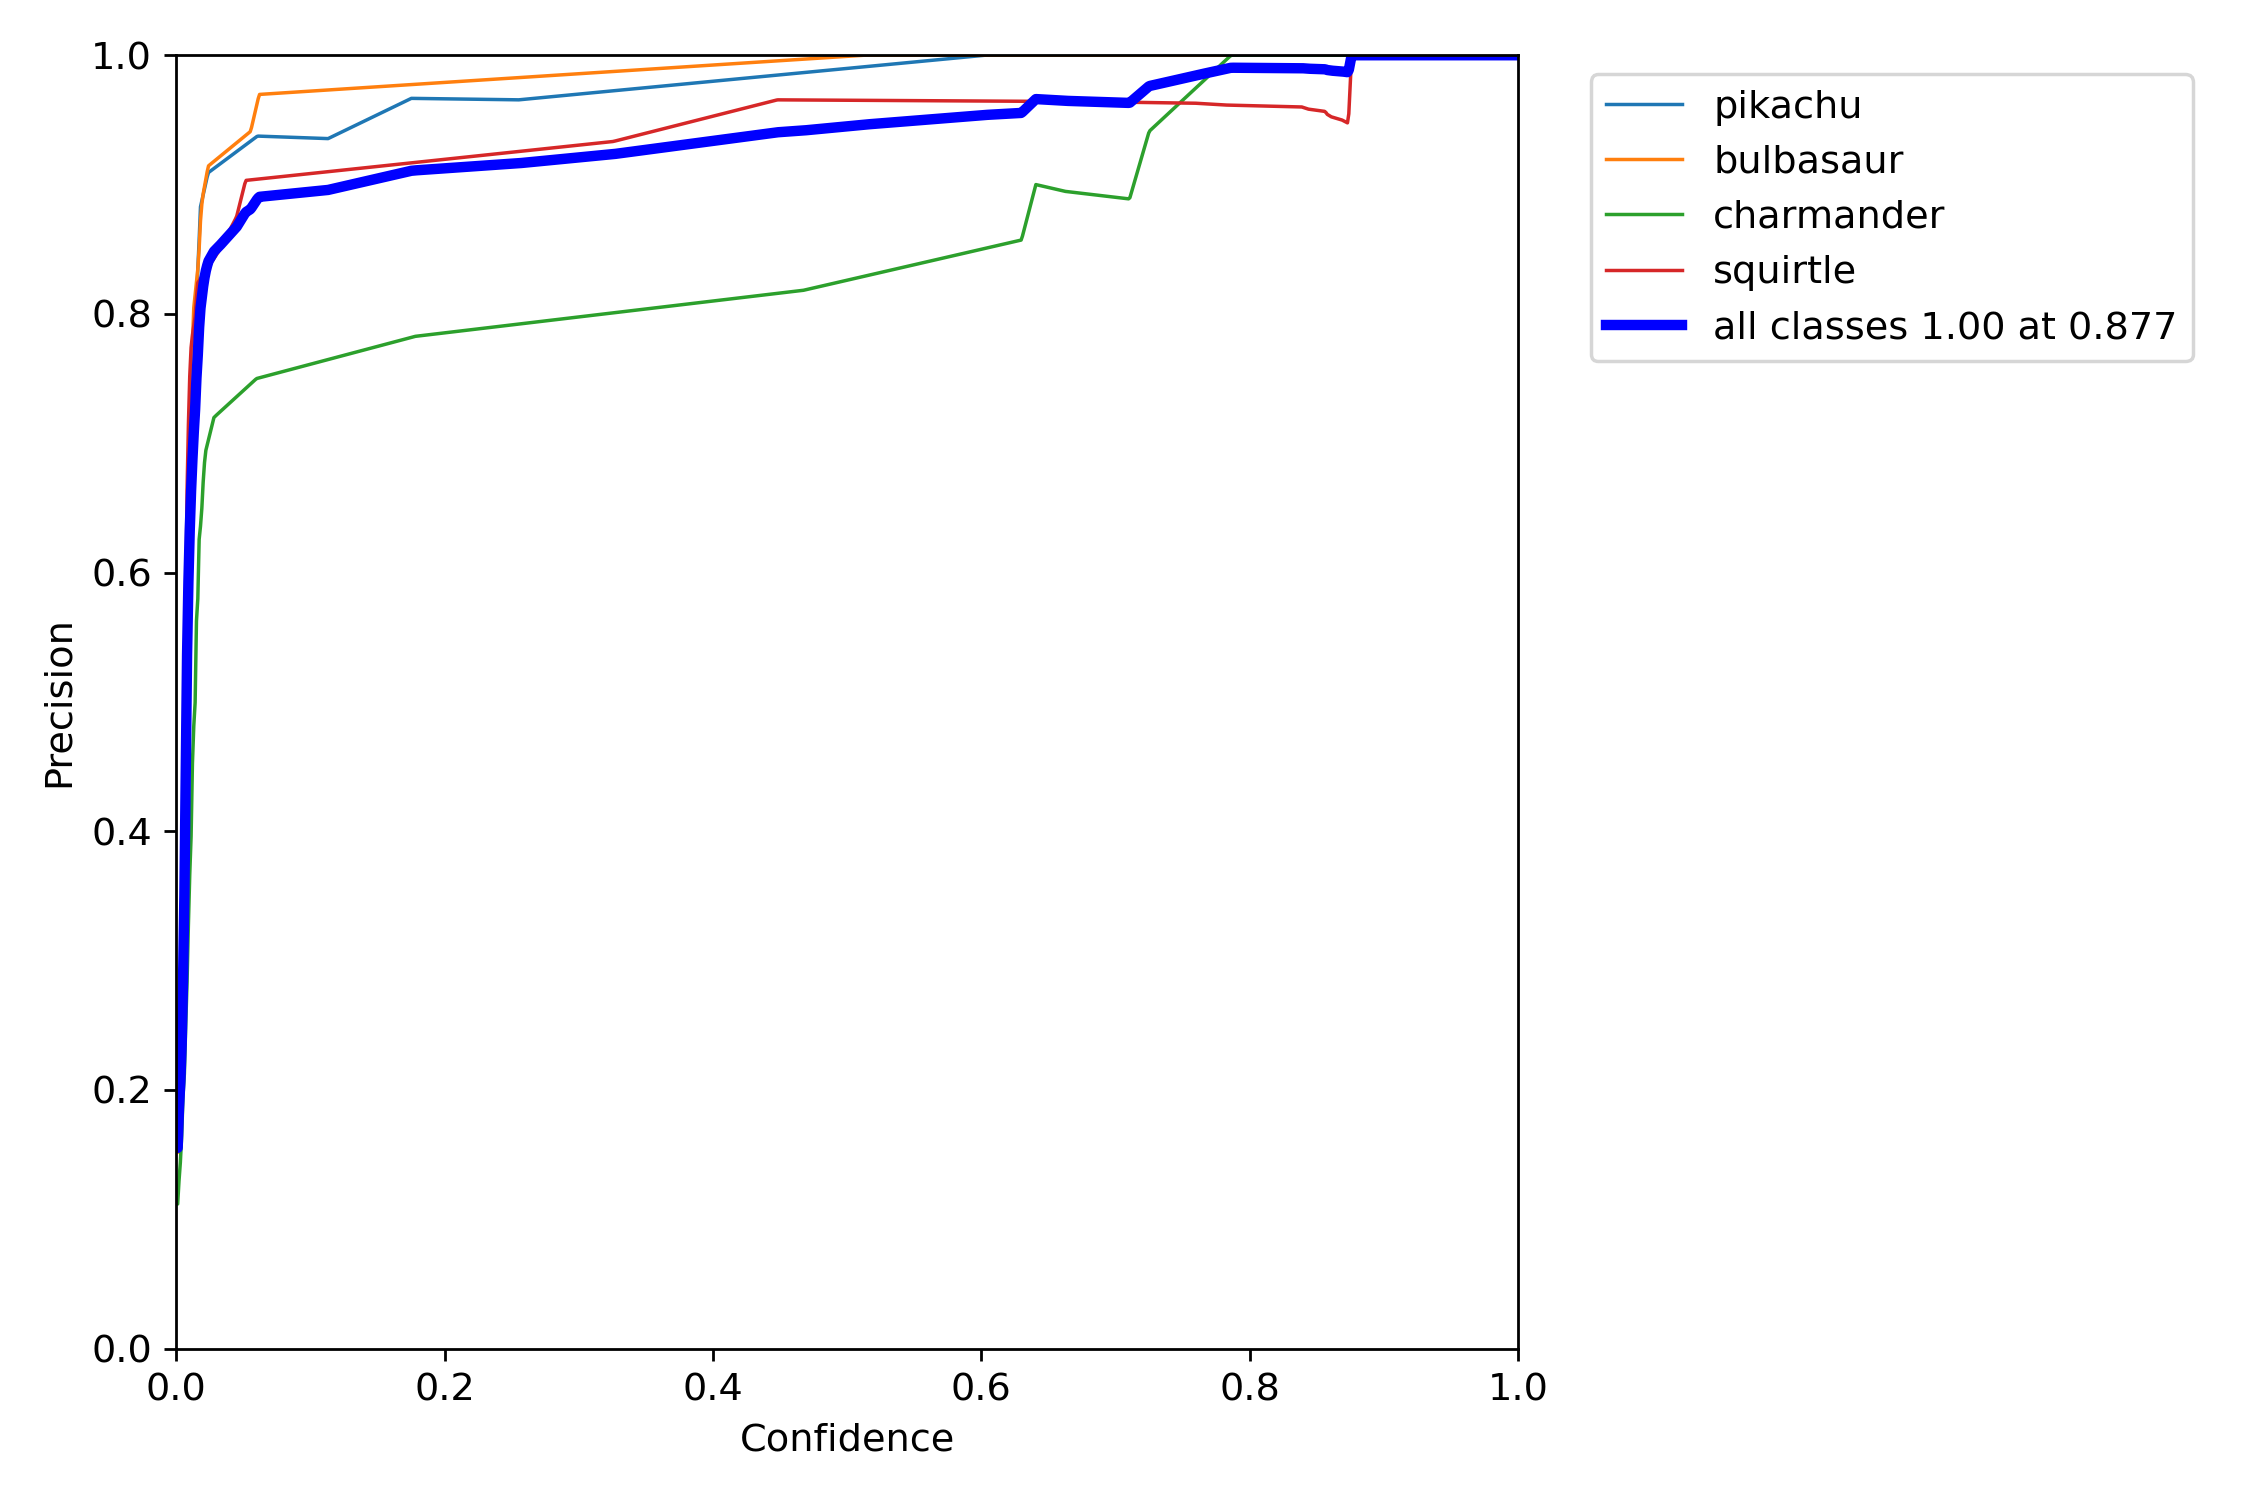 1.0
0.8
0.6
0.4
0.2
0.0
Precision
0.0 0.2 0.4 0.6 0.8 1.0
Confidence
pikachu
bulbasaur
charmander
squirtle
all classes 1.00 at 0.877